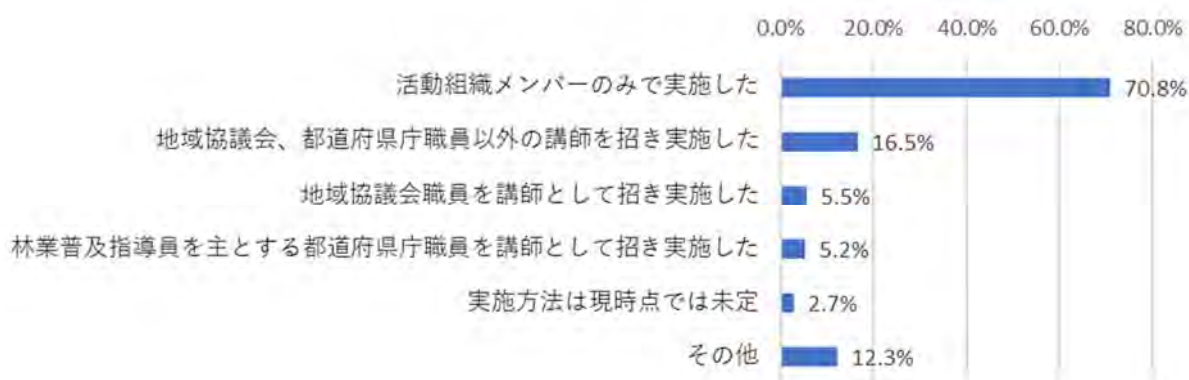 0.0% 20.0% 40.0% 60.0% 80.0%
活動組織メンバーのみで実施した 70.8%
地域協議会、都道府県庁職員以外の講師を招き実施した 16.5%
地域協議会職員を講師として招き実施した 5.5%
林業普及指導員を主とする都道府県庁職員を講師として招き実施した 5.2%
実施方法は現時点では未定 2.7%
その他 12.3%